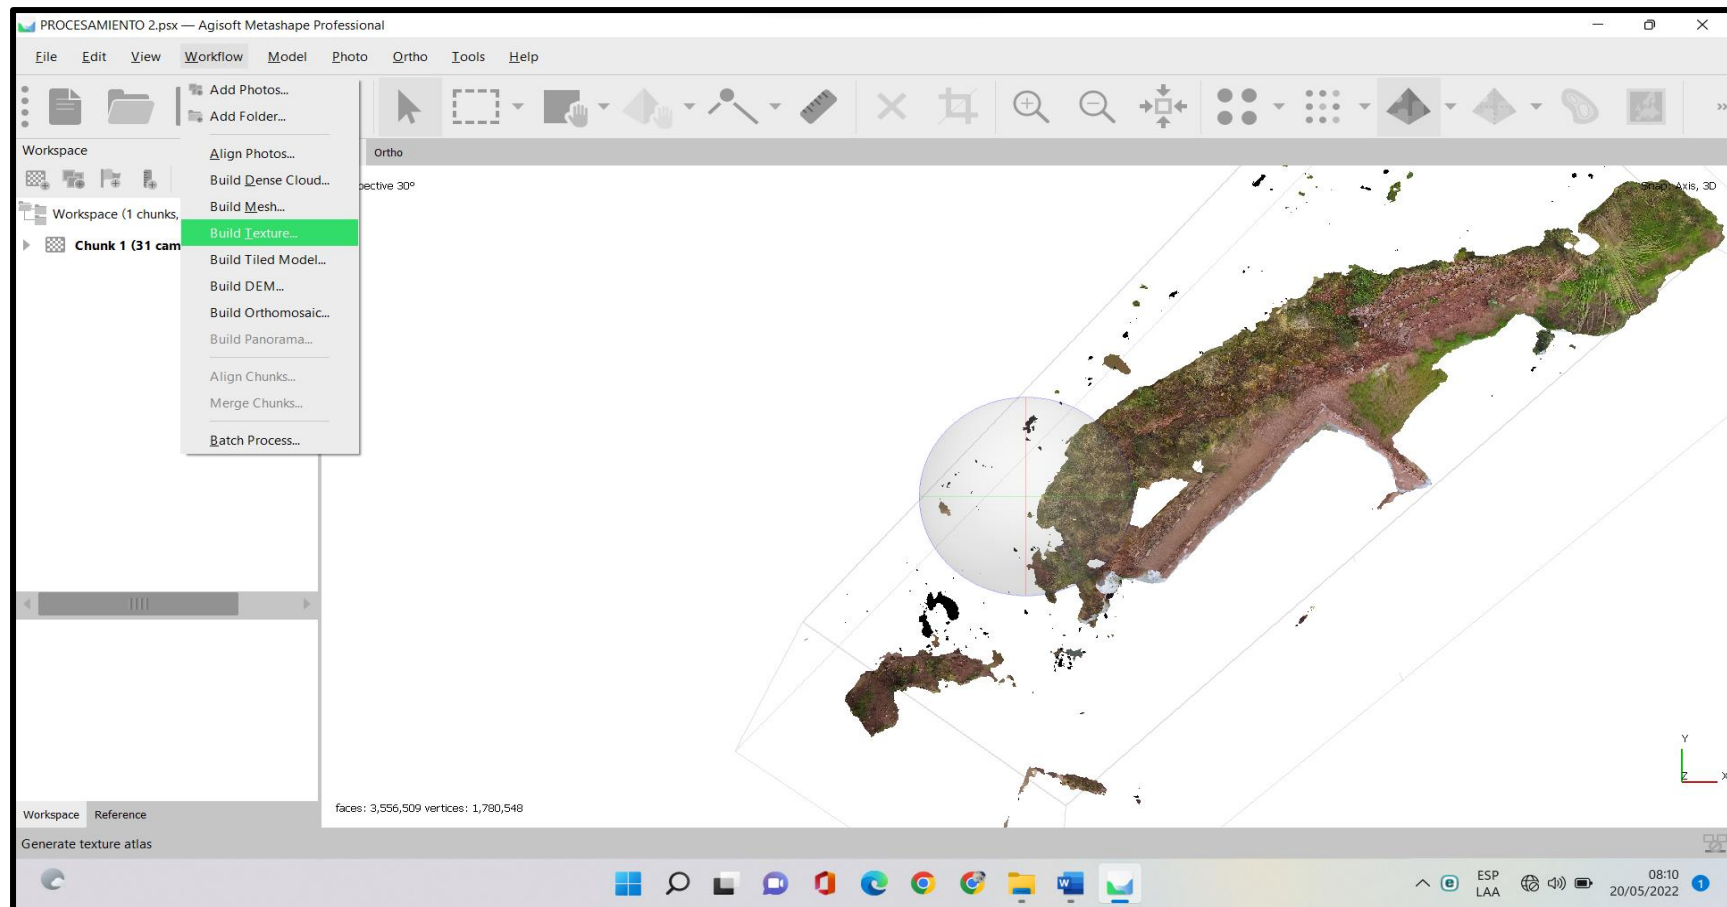 PROCESAMIENTO 2.psx — Agisoft Metashape Professional
File Edit View Workflow Model Photo Ortho Tools Help
Add Photos...
Add Folder...
Align Photos...
Build Dense Cloud...
Build Mesh...
Build Texture...
Build Tiled Model...
Build DEM...
Build Orthomosaic...
Build Panorama...
Align Chunks...
Merge Chunks...
Batch Process...
Workspace
Workspace (1 chunks,
Chunk 1 (31 cam
Ortho
pective 30°
Snap: Axis, 3D
Y
Z X
faces: 3,556,509 vertices: 1,780,548
Workspace Reference
Generate texture atlas
ESP
LAA
08:10
20/05/2022
1